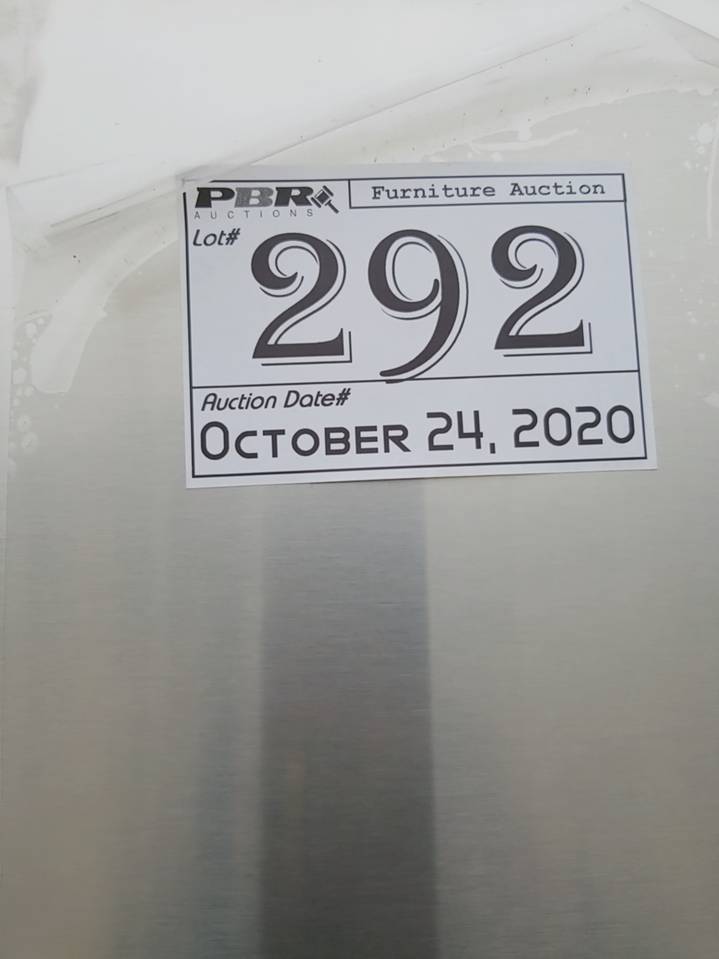 PBR
AUCTIONS
Furniture Auction
Lot#
292
Auction Date#
October 24, 2020